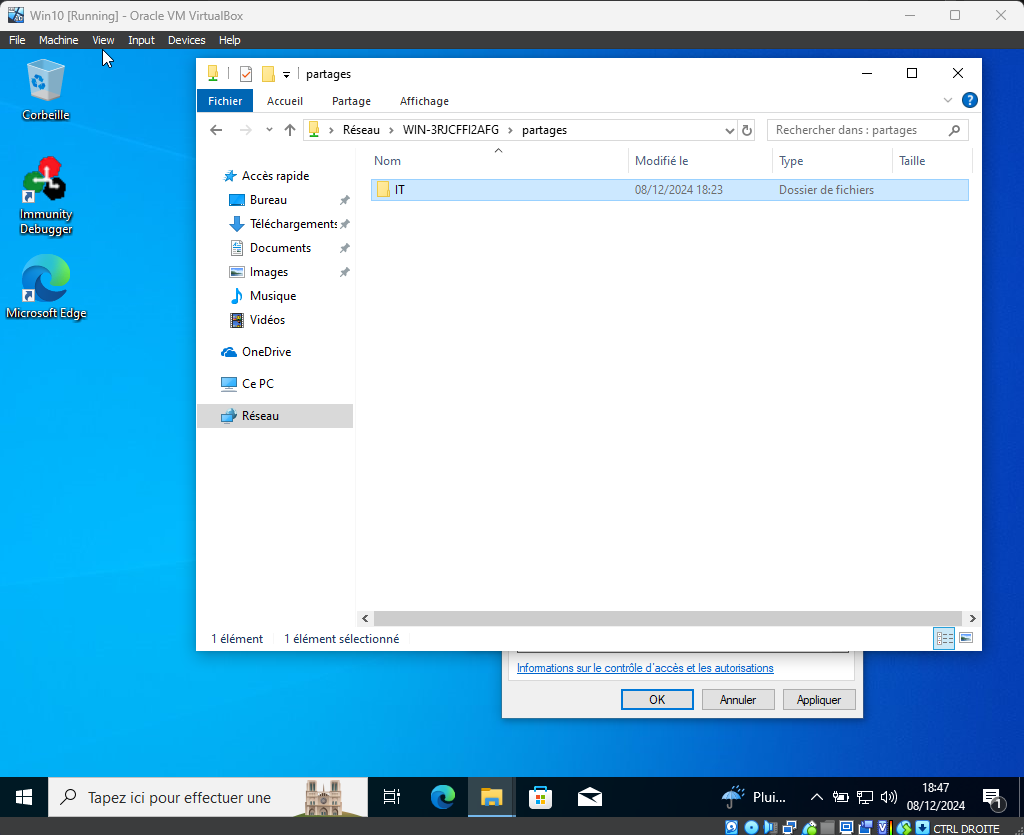 Win10 [Running] - Oracle VM VirtualBox
File Machine View Input Devices Help
Corbeille
Immunity
Debugger
Microsoft Edge
partages
Fichier Accueil Partage Affichage
Réseau WIN-3RJCFFI2AFG partages
Rechercher dans : partages
Nom Modifié le Type Taille
IT 08/12/2024 18:23 Dossier de fichiers
Accès rapide
Bureau
Téléchargements
Documents
Images
Musique
Vidéos
OneDrive
Ce PC
Réseau
1 élément 1 élément sélectionné
Informations sur le contrôle d'accès et les autorisations
OK Annuler Appliquer
Tapez ici pour effectuer une
Plui...
18:47
08/12/2024
1
CTRL DROITE